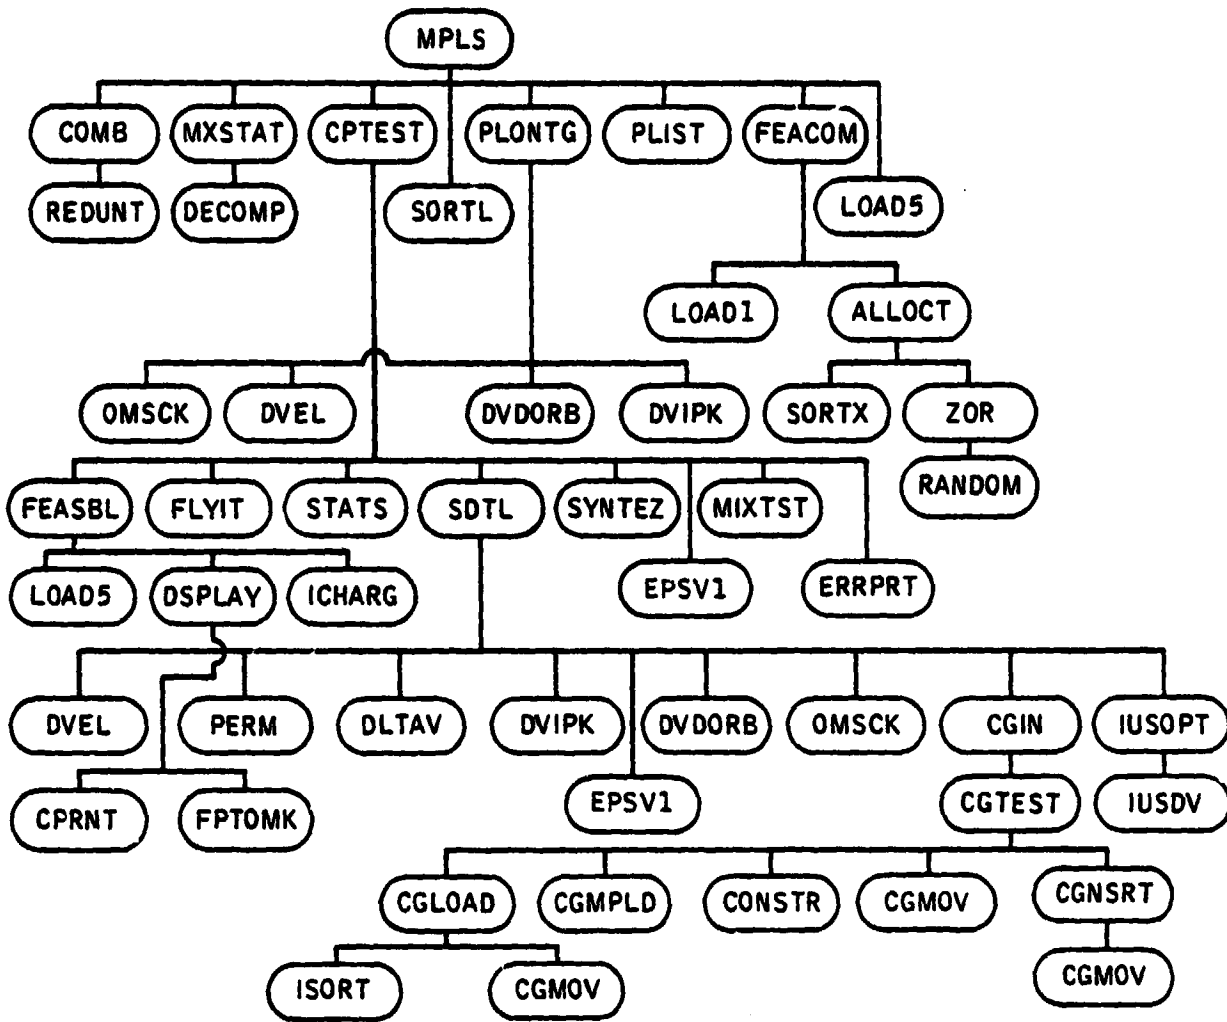 MPLS
COMB MXSTAT CPTEST PLONTG PLIST FEACOM
REDUNT DECOMP SORTL LOAD5
LOAD1 ALLOCT
OMSCK DVEL DVDORB DVIPK SORTX ZOR
FEASBL FLYIT STATS SDTL SYNTEZ MIXTST RANDOM
LOAD5 DSPLAY ICHARG EPSV1 ERRPRT
DVEL PERM DLTAV DVIPK DVDORB OMSCK CGIN IUSOPT
CPRNT FPTOMK EPSV1 CGTEST IUSDV
CGLOAD CGMPLD CONSTR CGMOV CGNSRT
ISORT CGMOV CGMOV